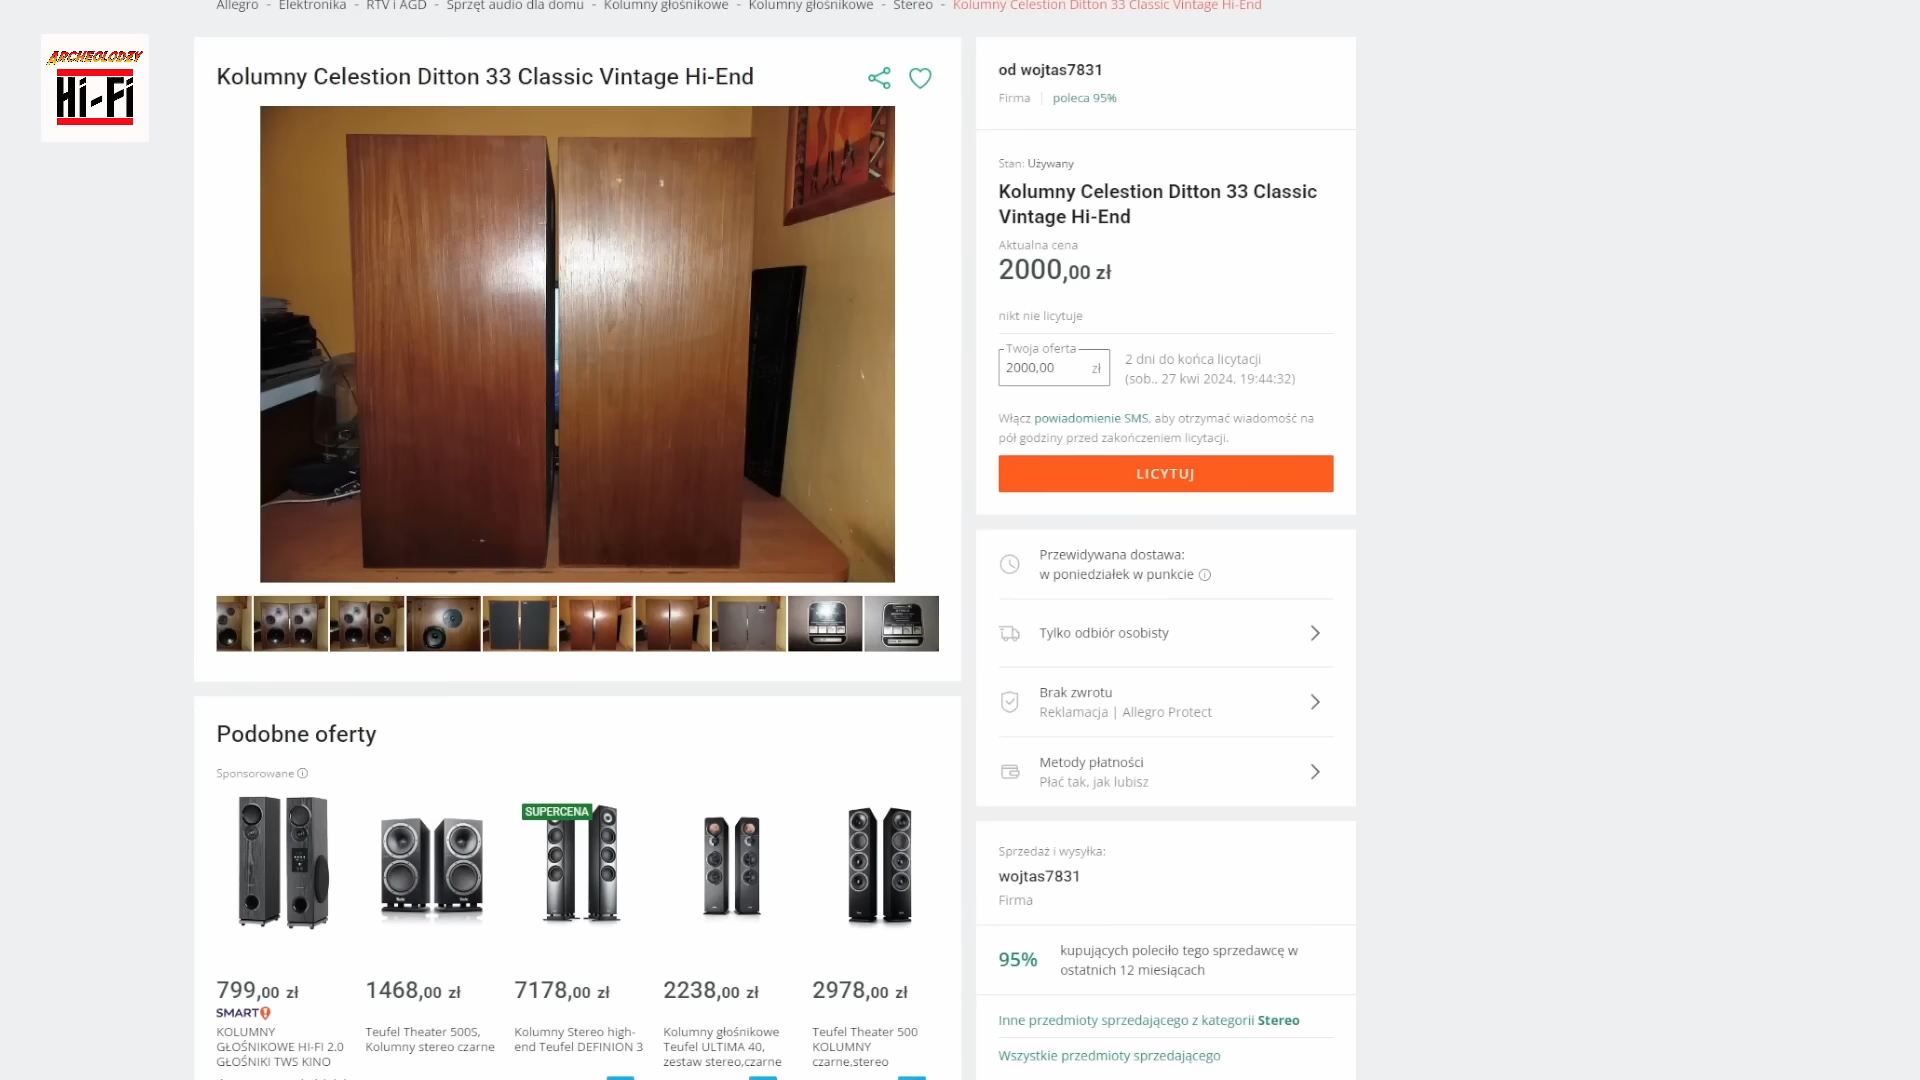 Allegro - Elektronika - RTV i AGD - Sprzęt audio dla domu - Kolumny głośnikowe - Kolumny głośnikowe - Stereo - Kolumny Celestion Ditton 33 Classic Vintage Hi-End
ARCHEOLODZY
Hi-Fi
Kolumny Celestion Ditton 33 Classic Vintage Hi-End
od wojtas7831
Firma
poleca 95%
Stan: Używany
Kolumny Celestion Ditton 33 Classic
Vintage Hi-End
Aktualna cena
2000,00 zł
nikt nie licytuje
Twoja oferta
2000,00 zł
2 dni do końca licytacji
(sob., 27 kwi 2024, 19:44:32)
Włącz powiadomienie SMS, aby otrzymać wiadomość na
pół godziny przed zakończeniem licytacji.
LICYTUJ
Przewidywana dostawa:
w poniedziałek w punkcie
Tylko odbiór osobisty
Brak zwrotu
Reklamacja | Allegro Protect
Metody płatności
Płać tak, jak lubisz
Sprzedaż i wysyłka:
wojtas7831
Firma
95%
kupujących poleciło tego sprzedawcę w
ostatnich 12 miesiącach
Inne przedmioty sprzedającego z kategorii Stereo
Wszystkie przedmioty sprzedającego
Podobne oferty
Sponsorowane
SUPERCENA
799,00 zł
SMART!
KOLUMNY
GŁOŚNIKOWE HI-FI 2.0
GŁOŚNIKI TWS KINO
1468,00 zł
Teufel Theater 500S,
Kolumny stereo czarne
7178,00 zł
Kolumny Stereo high-
end Teufel DEFINION 3
2238,00 zł
Kolumny głośnikowe
Teufel ULTIMA 40,
zestaw stereo,czarne
2978,00 zł
Teufel Theater 500
KOLUMNY
czarne,stereo